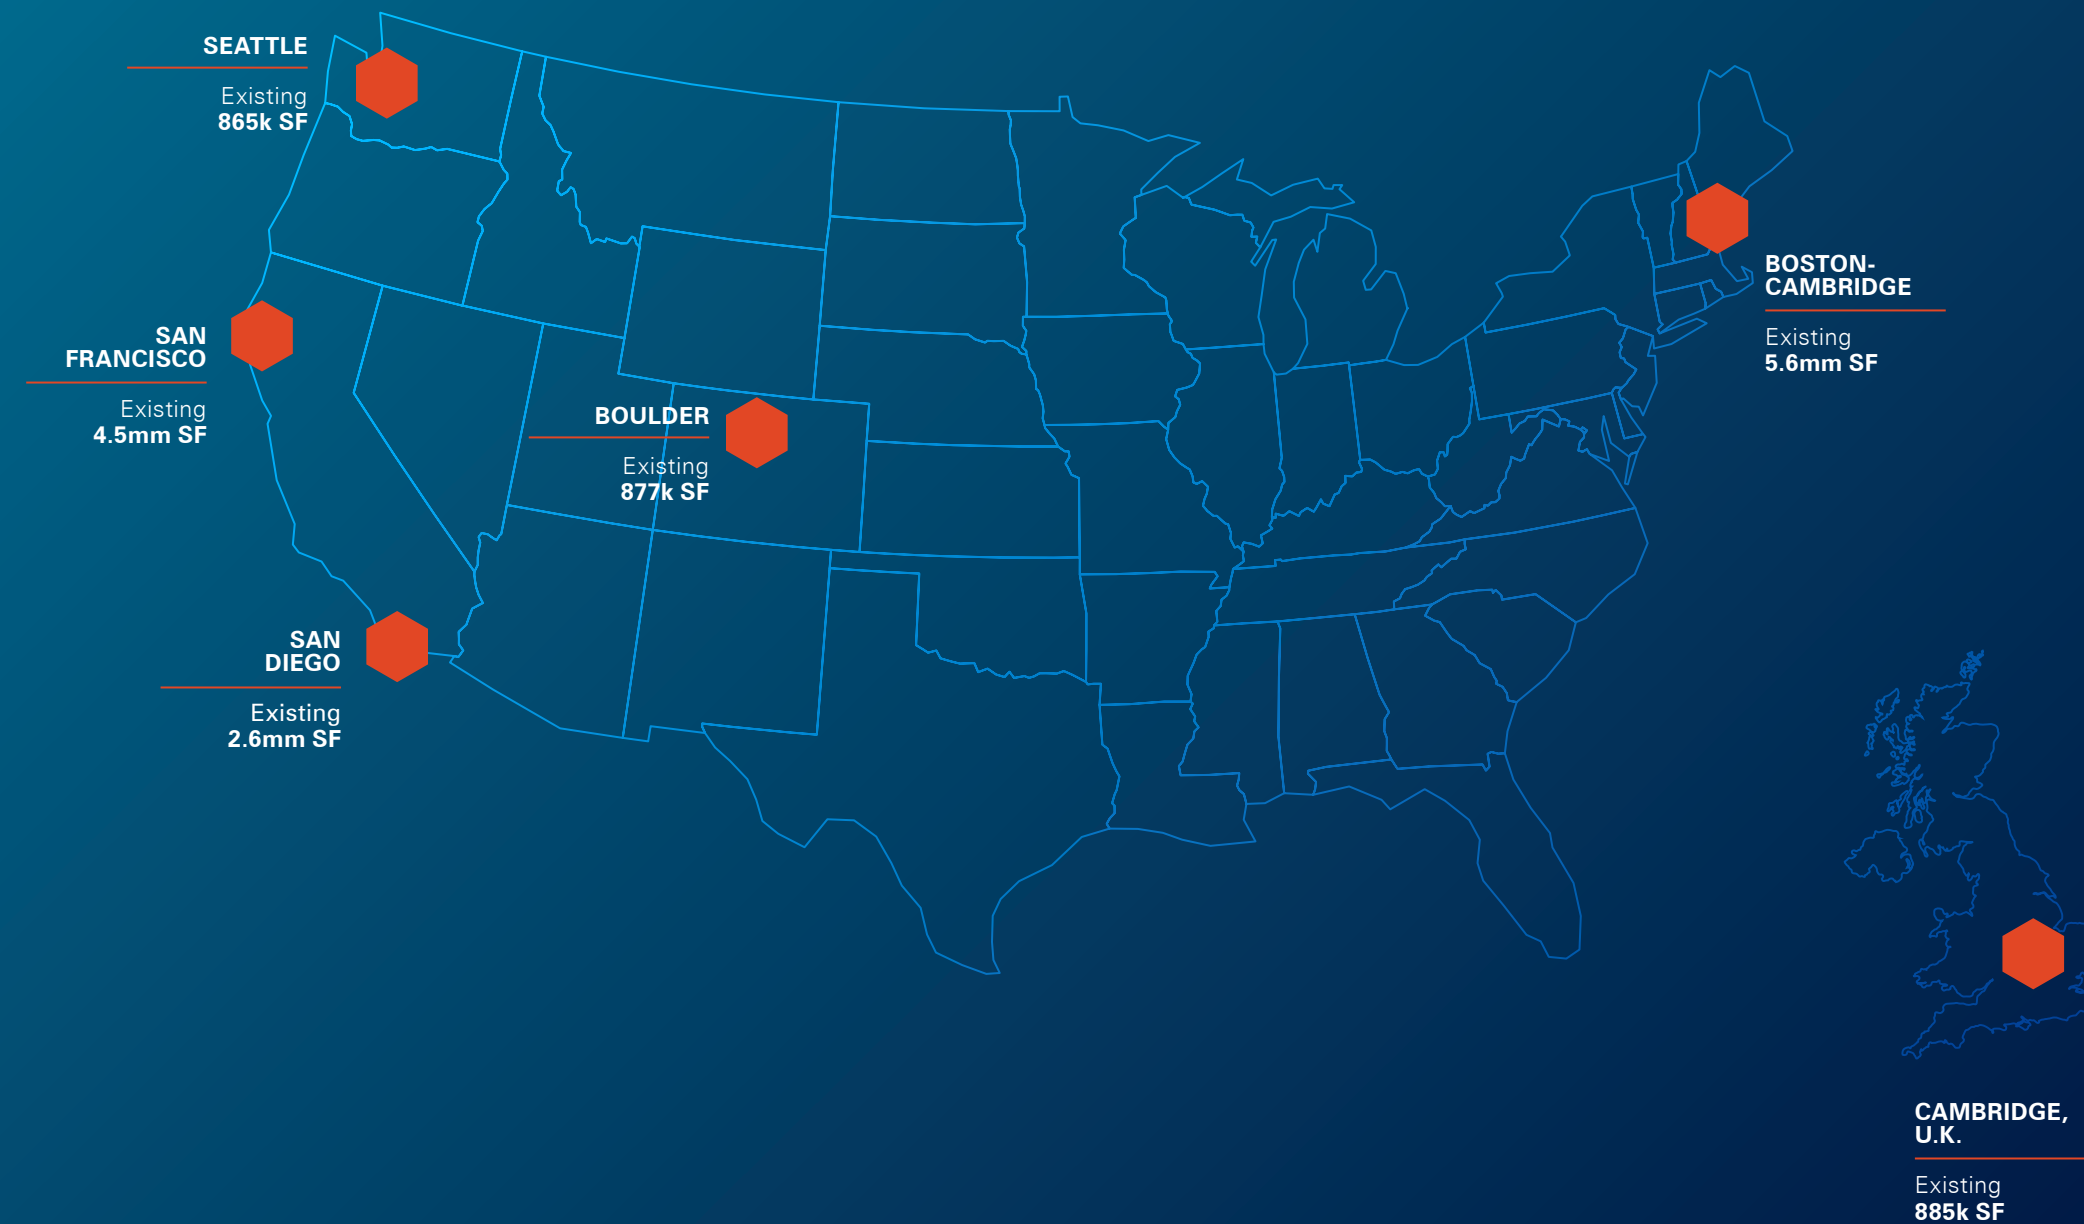 SEATTLE
Existing
865k SF
SAN
FRANCISCO
Existing
4.5mm SF
BOULDER
Existing
877k SF
SAN
DIEGO
Existing
2.6mm SF
BOSTON-
CAMBRIDGE
Existing
5.6mm SF
CAMBRIDGE,
U.K.
Existing
885k SF